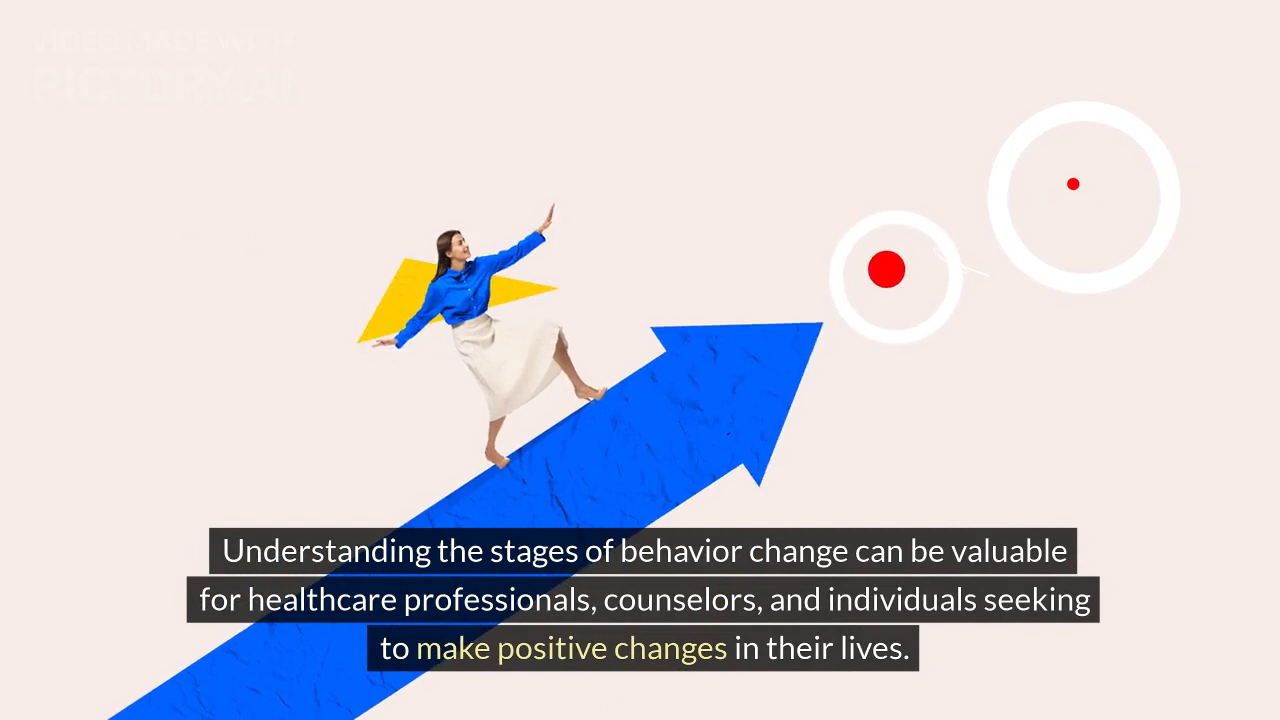 VIDEO MADE WITH
PICTORY.AI
Understanding the stages of behavior change can be valuable
for healthcare professionals, counselors, and individuals seeking
to make positive changes in their lives.